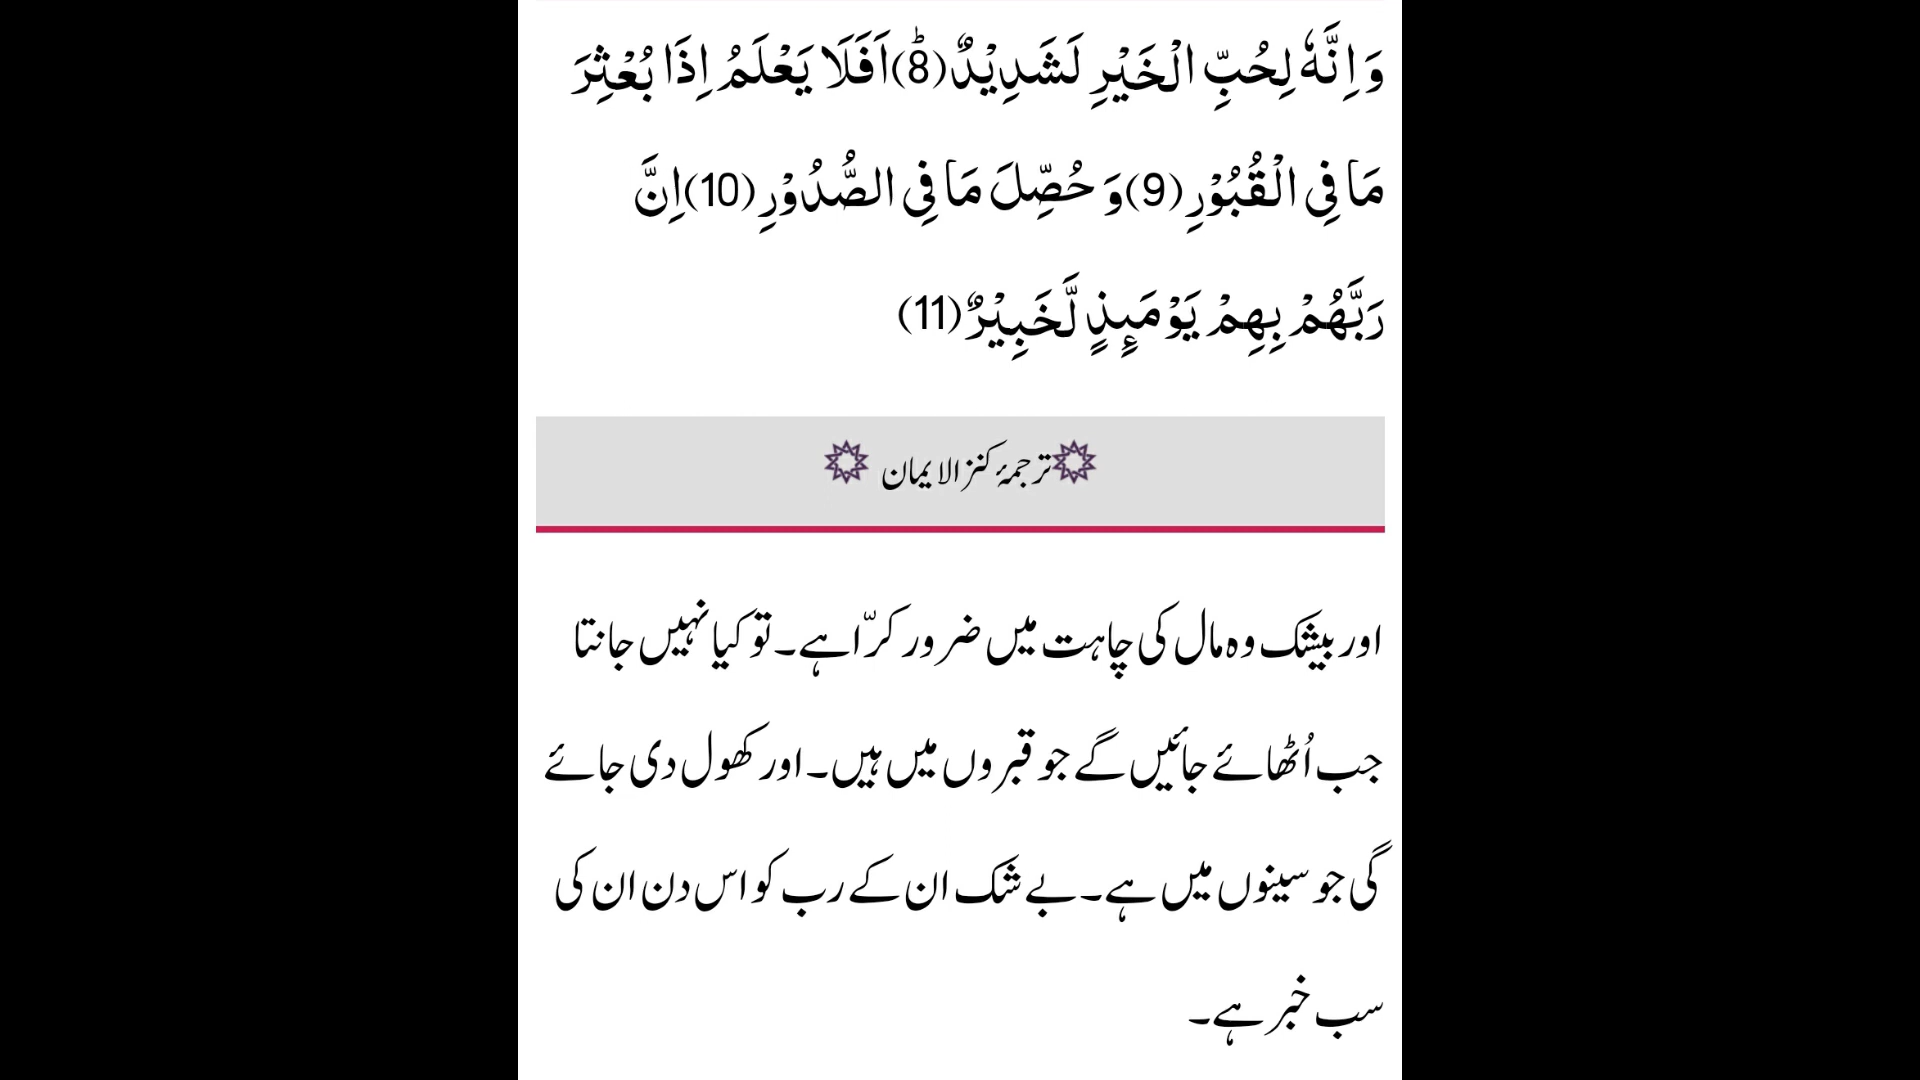 وَ اِنَّهٗ لِحُبِّ الْخَیْرِ لَشَدِیْدٌؕ(8)اَفَلَا یَعْلَمُ اِذَا بُعْثِرَ
مَا فِی الْقُبُوْرِ(9)وَ حُصِّلَ مَا فِی الصُّدُوْرِ(10)اِنَّ
رَبَّهُمْ بِهِمْ یَوْمَىٕذٍ لَّخَبِیْرٌ(11)
ترجمۂ کنزالایمان
اور بیشک وہ مال کی چاہت میں ضرور کرّا ہے۔ تو کیا نہیں جانتا
جب اُٹھائے جائیں گے جو قبروں میں ہیں۔ اور کھول دی جائے
گی جو سینوں میں ہے۔ بے شک ان کے رب کو اس دن ان کی
سب خبر ہے۔